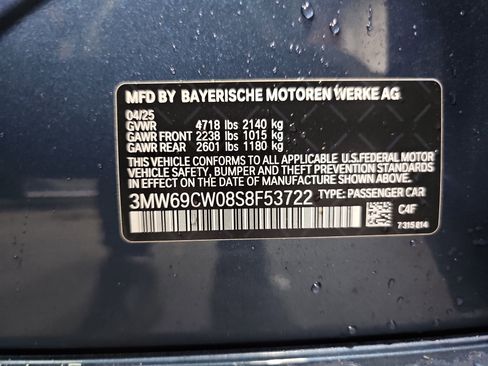 MFD BY BAYERISCHE MOTOREN WERKE AG
04/25
GVWR 4718 lbs 2140 kg
GAWR FRONT 2238 lbs 1015 kg
GAWR REAR 2601 lbs 1180 kg
THIS VEHICLE CONFORMS TO ALL APPLICABLE U.S.FEDERAL MOTOR
VEHICLE SAFETY, BUMPER, AND THEFT PREVENTION STANDARDS
IN EFFECT ON THE DATE OF MANUFACTURE SHOWN ABOVE.
3MW69CW08S8F53722 TYPE: PASSENGER CAR
C4F
7315814